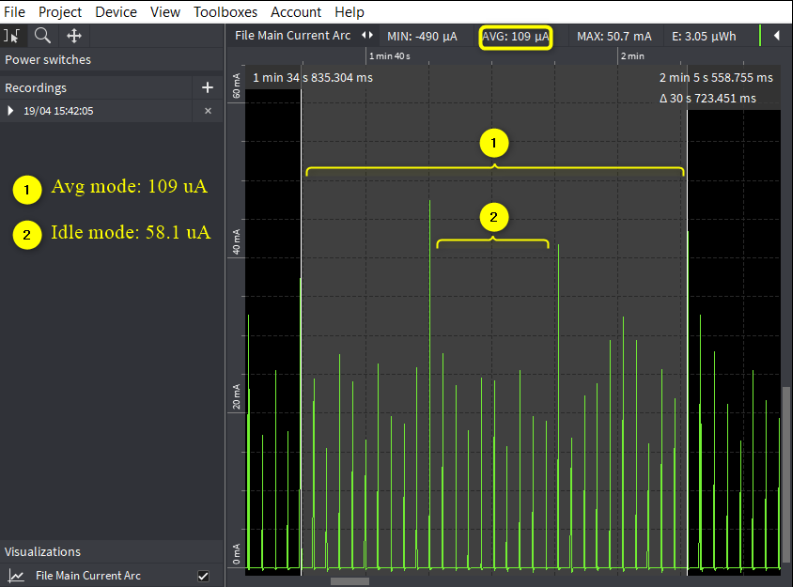 File Project Device View Toolboxes Account Help
File Main Current Arc MIN: -490 µA AVG: 109 µA MAX: 50.7 mA E: 3.05 µWh
Power switches
1 min 40 s 2 min
Recordings +
1 min 34 s 835.304 ms 2 min 5 s 558.755 ms
Δ 30 s 723.451 ms
19/04 15:42:05 ×
60 mA
1
1 Avg mode: 109 uA
2
2 Idle mode: 58.1 uA
40 mA
20 mA
0 mA
Visualizations
File Main Current Arc